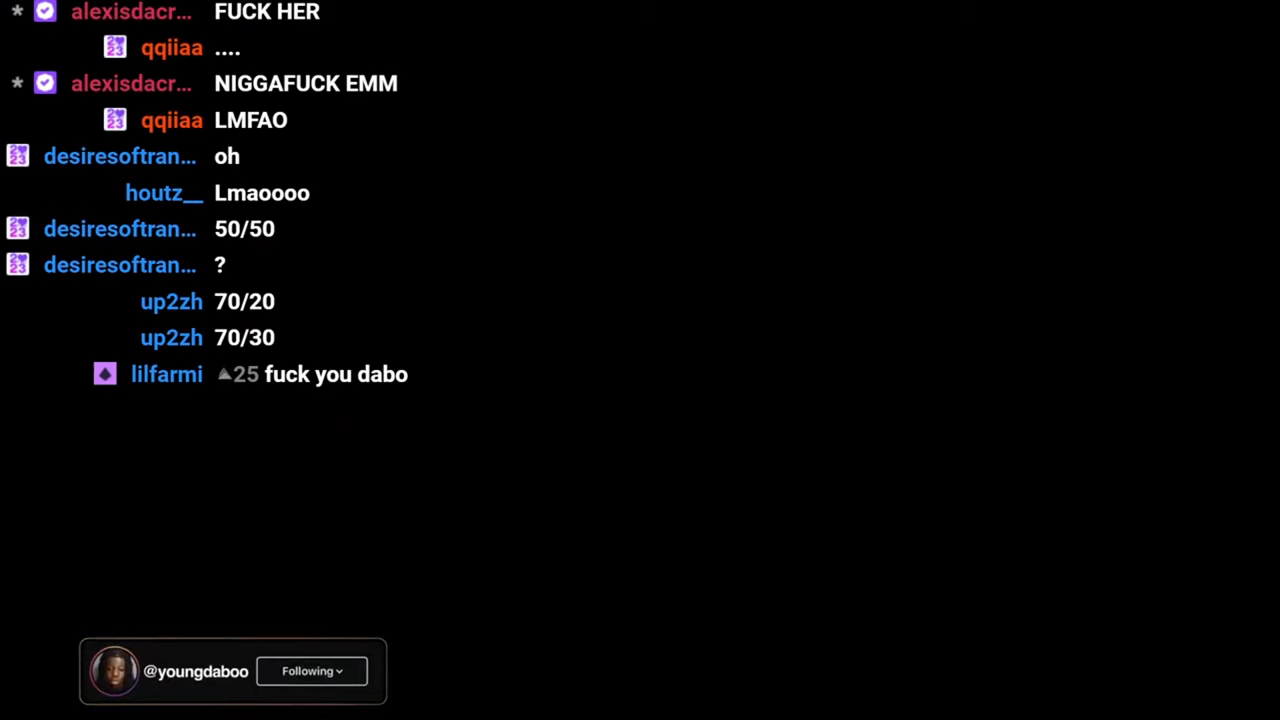 * alexisdacr... FUCK HER
qqiiaa ....
* alexisdacr... NIGGAFUCK EMM
qqiiaa LMFAO
desiresoftran... oh
houtz__ Lmaoooo
desiresoftran... 50/50
desiresoftran... ?
up2zh 70/20
up2zh 70/30
lilfarmi 25 fuck you dabo
@youngdaboo Following